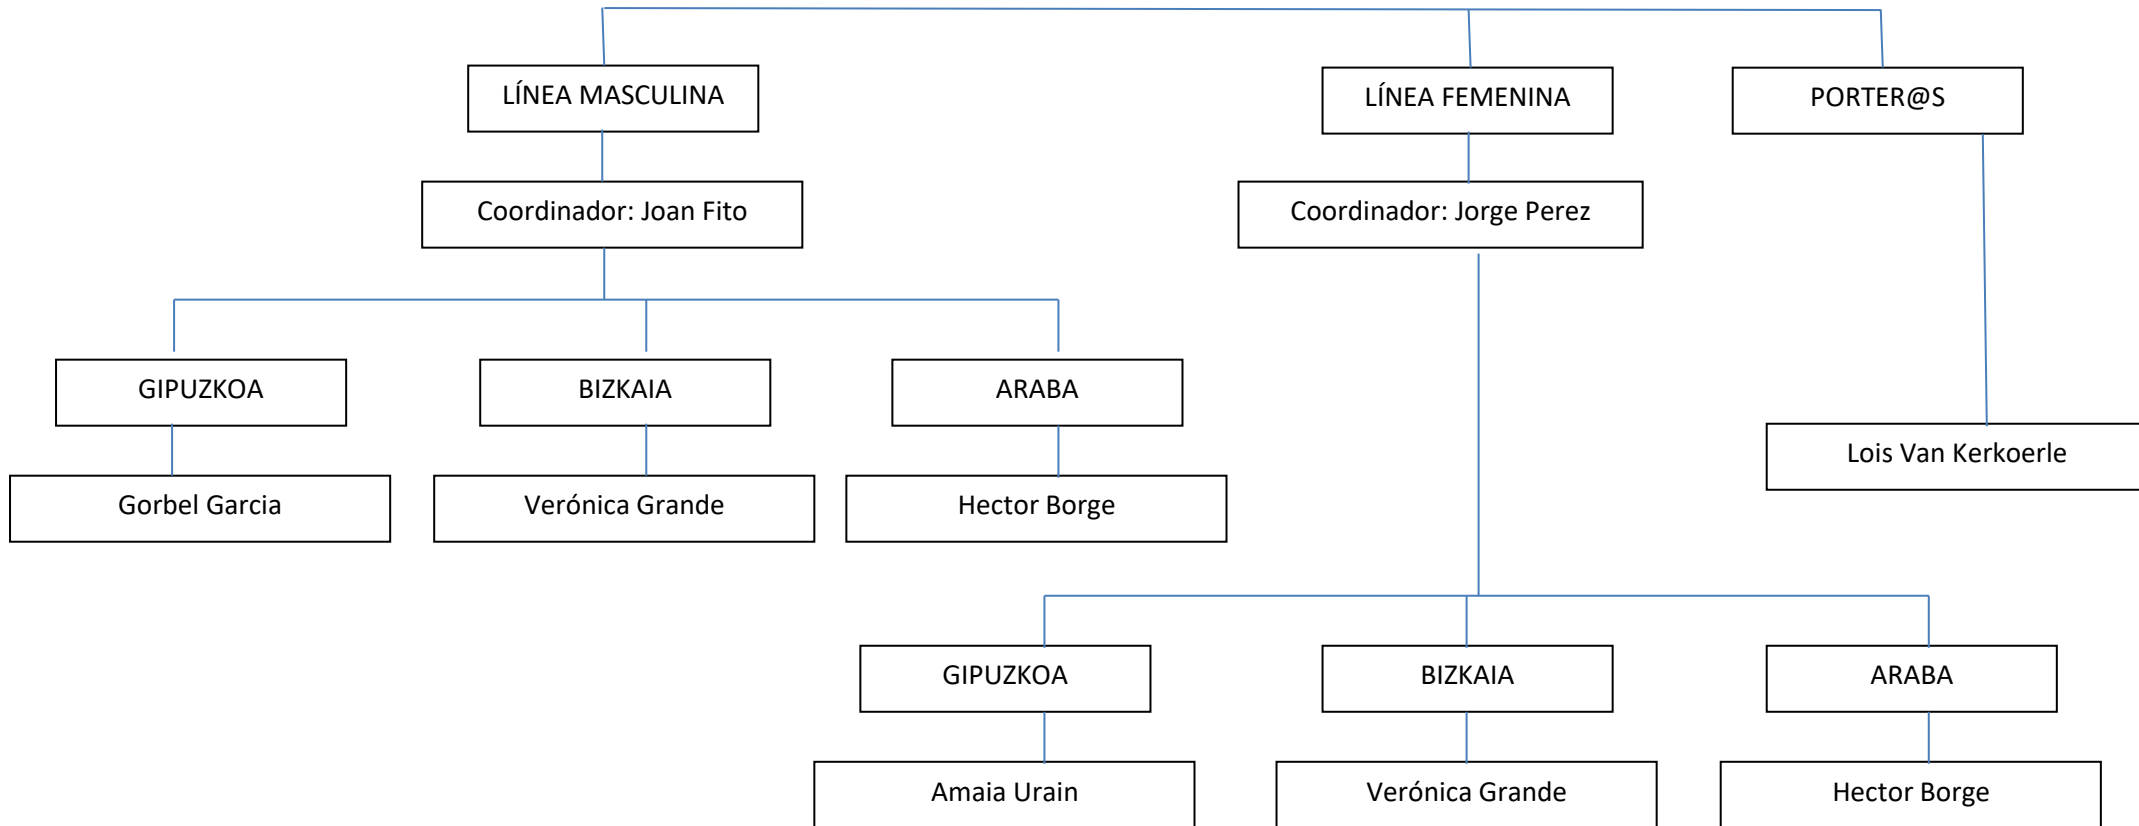 LÍNEA MASCULINA
LÍNEA FEMENINA
PORTER@S
Coordinador: Joan Fito
Coordinador: Jorge Perez
GIPUZKOA
BIZKAIA
ARABA
Lois Van Kerkoerle
Gorbel Garcia
Verónica Grande
Hector Borge
GIPUZKOA
BIZKAIA
ARABA
Amaia Urain
Verónica Grande
Hector Borge